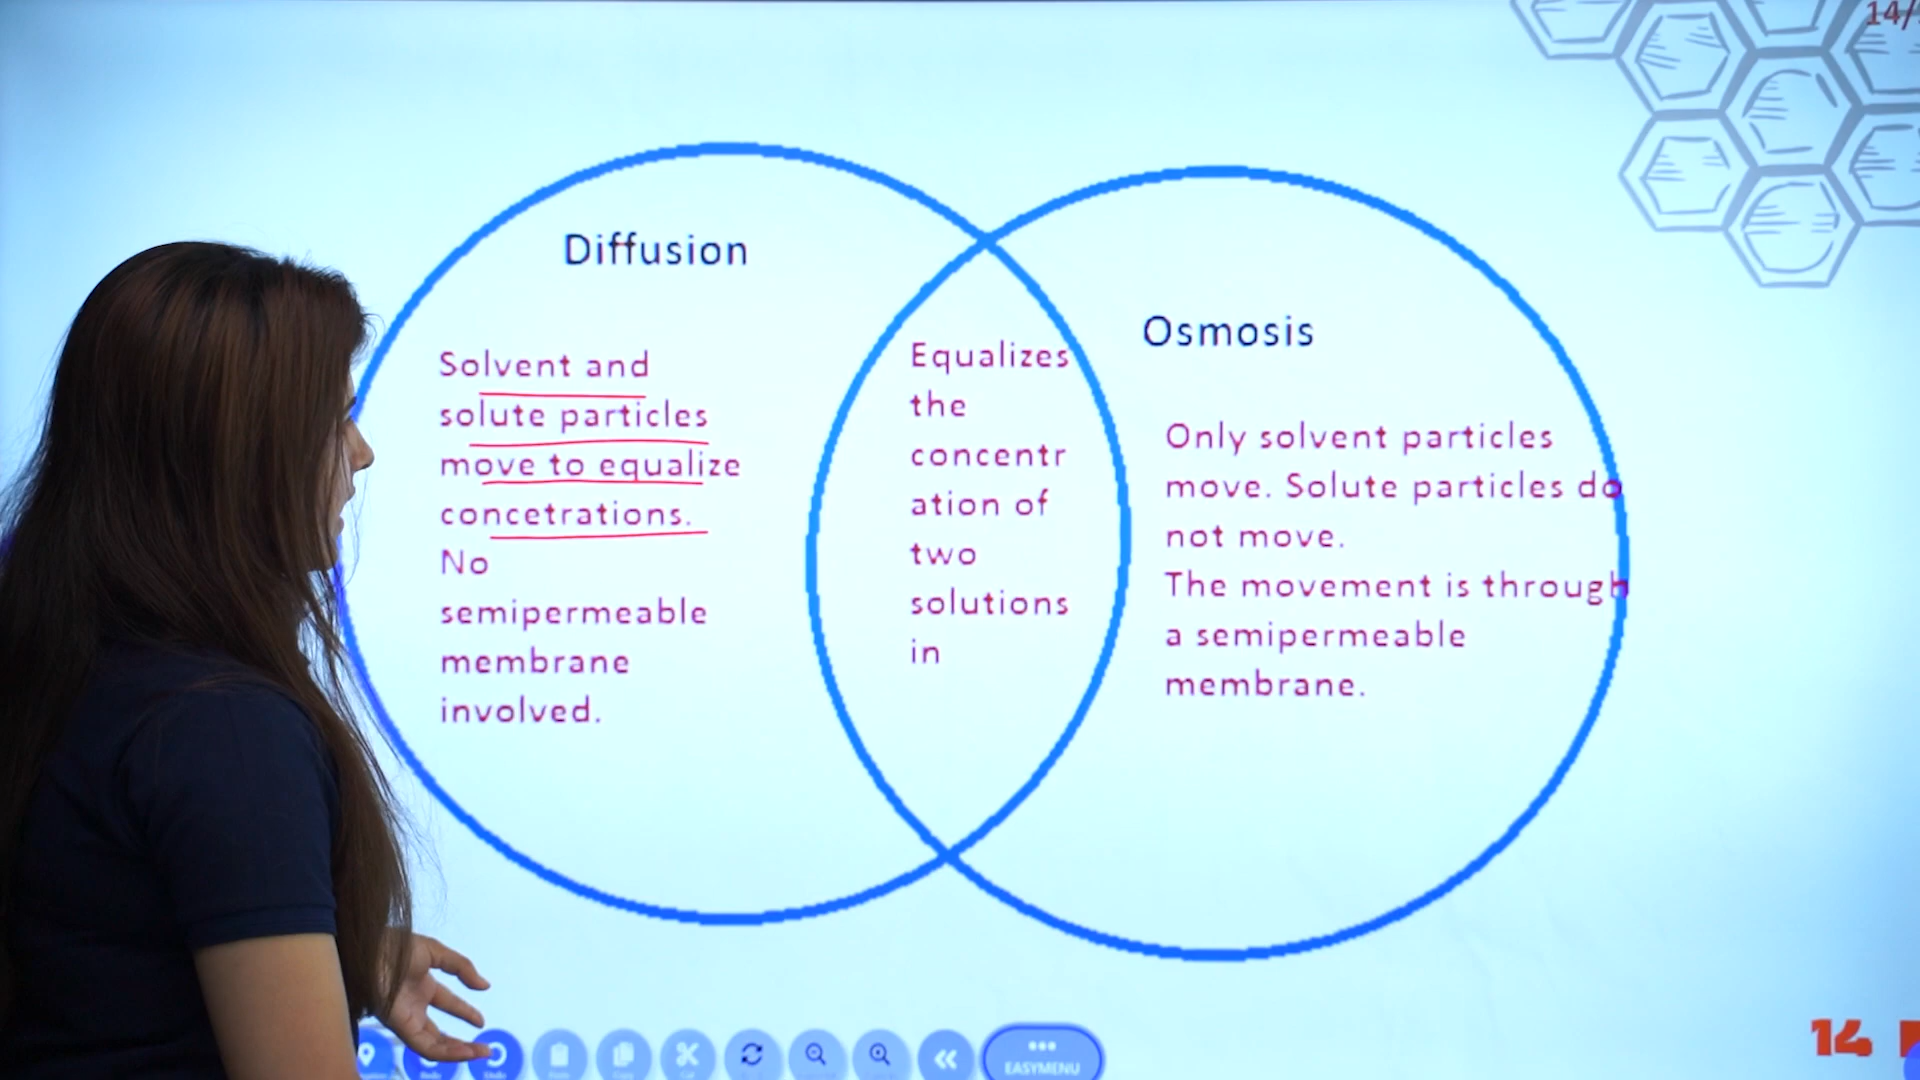 14/
Diffusion
Solvent and
solute particles
move to equalize
concetrations.
No
semipermeable
membrane
involved.
Equalizes
the
concentr
ation of
two
solutions
in
Osmosis
Only solvent particles
move. Solute particles do
not move.
The movement is through
a semipermeable
membrane.
14
EASYMENU